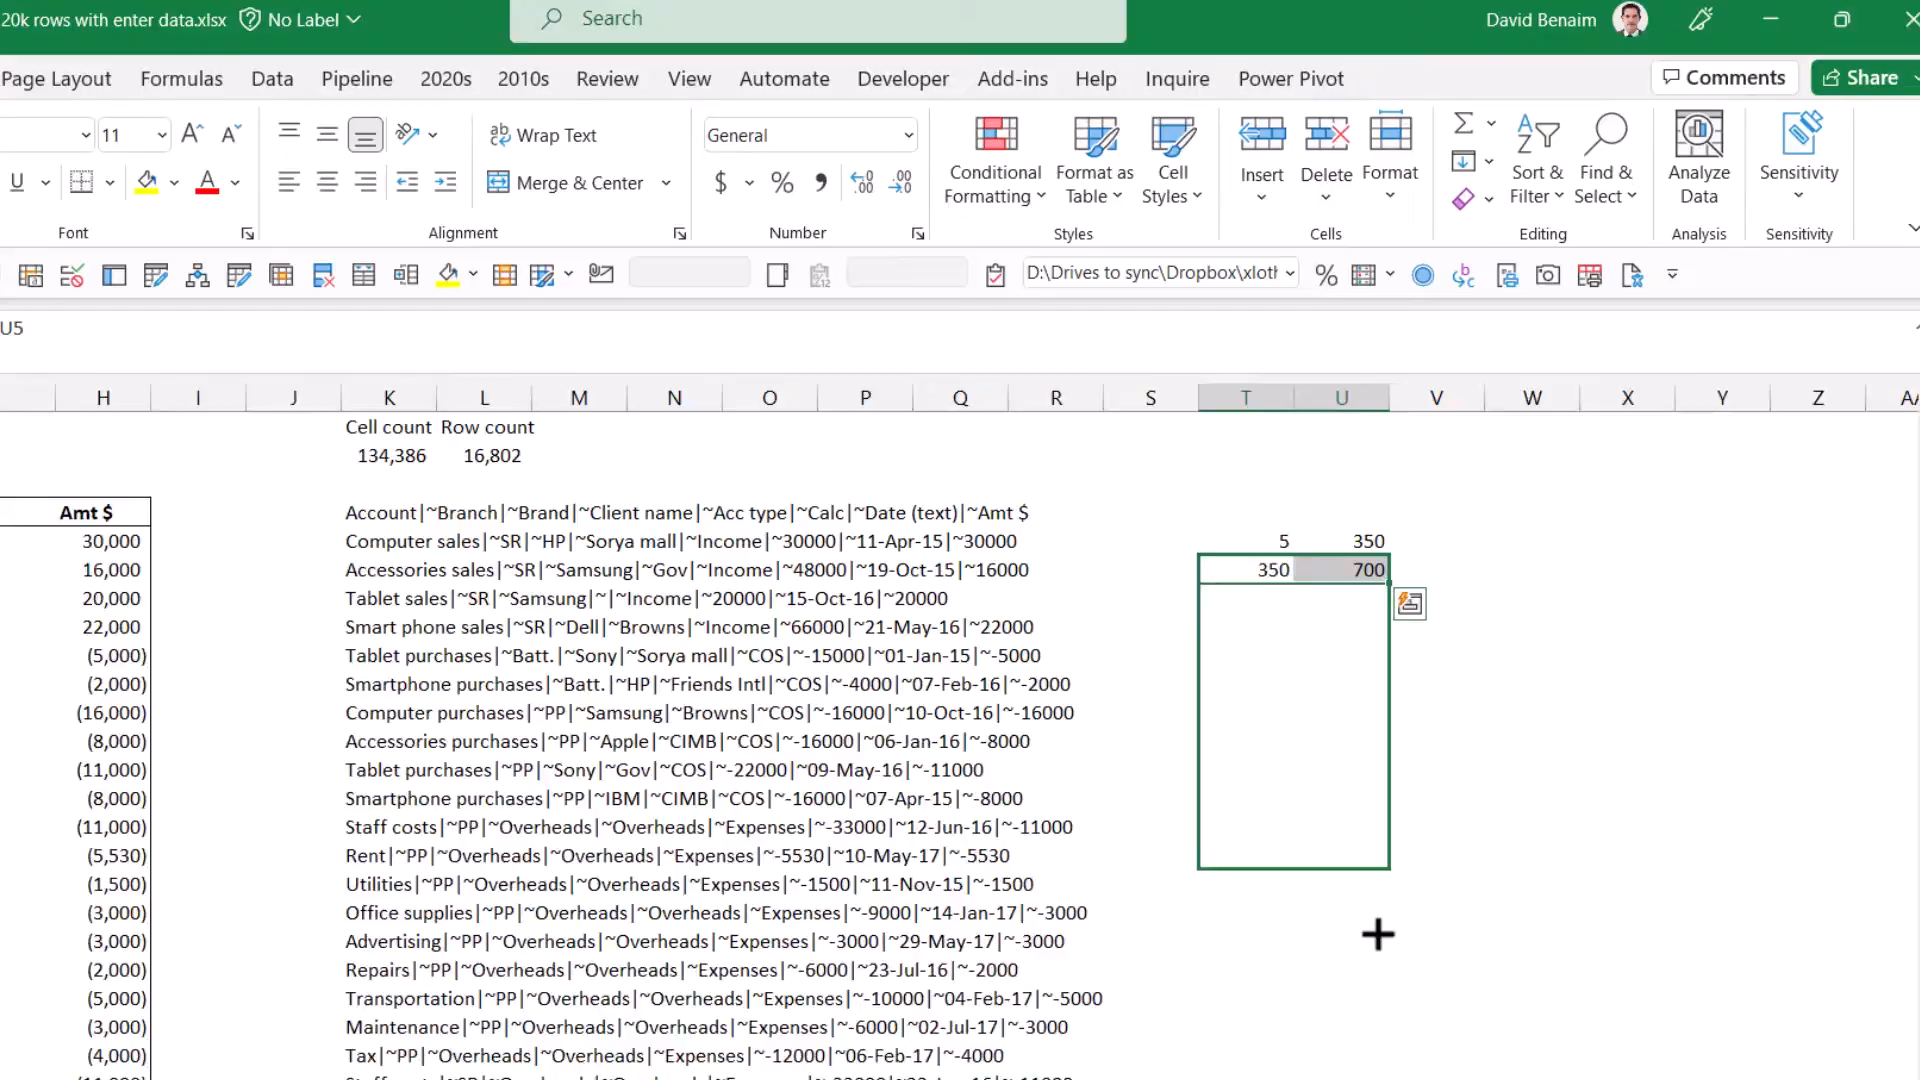 20k rows with enter data.xlsx No Label Search David Benaim
Page Layout Formulas Data Pipeline 2020s 2010s Review View Automate Developer Add-ins Help Inquire Power Pivot Comments Share
11 Wrap Text General
Conditional Formatting Format as Table Cell Styles Insert Delete Format Sort & Filter Find & Select Analyze Data Sensitivity
U A Merge & Center $ % , .00
Font Alignment Number Styles Cells Editing Analysis Sensitivity
D:\Drives to sync\Dropbox\xlotl
U5
H I J K L M N O P Q R S T U V W X Y Z AA
Cell count Row count
134,386 16,802
Amt $ Account|~Branch|~Brand|~Client name|~Acc type|~Calc|~Date (text)|~Amt $
30,000 Computer sales|~SR|~HP|~Sorya mall|~Income|~30000|~11-Apr-15|~30000 5 350
16,000 Accessories sales|~SR|~Samsung|~Gov|~Income|~48000|~19-Oct-15|~16000 350 700
20,000 Tablet sales|~SR|~Samsung|~|~Income|~20000|~15-Oct-16|~20000
22,000 Smart phone sales|~SR|~Dell|~Browns|~Income|~66000|~21-May-16|~22000
(5,000) Tablet purchases|~Batt.|~Sony|~Sorya mall|~COS|~-15000|~01-Jan-15|~-5000
(2,000) Smartphone purchases|~Batt.|~HP|~Friends Intl|~COS|~-4000|~07-Feb-16|~-2000
(16,000) Computer purchases|~PP|~Samsung|~Browns|~COS|~-16000|~10-Oct-16|~-16000
(8,000) Accessories purchases|~PP|~Apple|~CIMB|~COS|~-16000|~06-Jan-16|~-8000
(11,000) Tablet purchases|~PP|~Sony|~Gov|~COS|~-22000|~09-May-16|~-11000
(8,000) Smartphone purchases|~PP|~IBM|~CIMB|~COS|~-16000|~07-Apr-15|~-8000
(11,000) Staff costs|~PP|~Overheads|~Overheads|~Expenses|~-33000|~12-Jun-16|~-11000
(5,530) Rent|~PP|~Overheads|~Overheads|~Expenses|~-5530|~10-May-17|~-5530
(1,500) Utilities|~PP|~Overheads|~Overheads|~Expenses|~-1500|~11-Nov-15|~-1500
(3,000) Office supplies|~PP|~Overheads|~Overheads|~Expenses|~-9000|~14-Jan-17|~-3000
(3,000) Advertising|~PP|~Overheads|~Overheads|~Expenses|~-3000|~29-May-17|~-3000
(2,000) Repairs|~PP|~Overheads|~Overheads|~Expenses|~-6000|~23-Jul-16|~-2000
(5,000) Transportation|~PP|~Overheads|~Overheads|~Expenses|~-10000|~04-Feb-17|~-5000
(3,000) Maintenance|~PP|~Overheads|~Overheads|~Expenses|~-6000|~02-Jul-17|~-3000
(4,000) Tax|~PP|~Overheads|~Overheads|~Expenses|~-12000|~06-Feb-17|~-4000